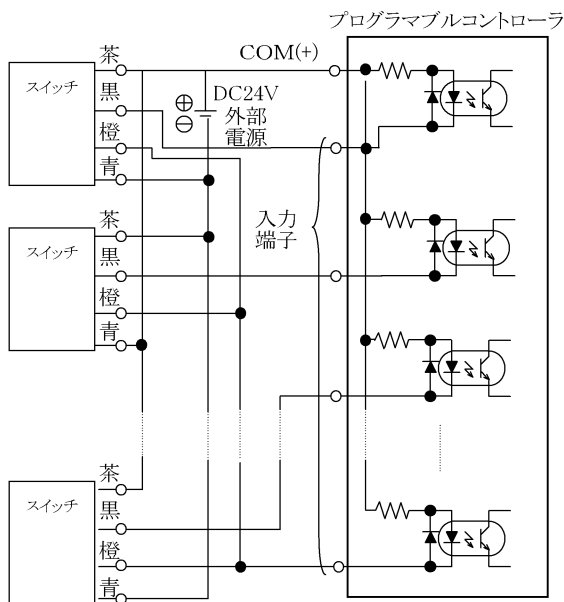 プログラマブルコントローラ
COM(+)
茶
スイッチ
黒
⊕
⊖
DC24V
外部
電源
橙
青
茶
スイッチ
黒
橙
青
入力
端子
茶
スイッチ
黒
橙
青